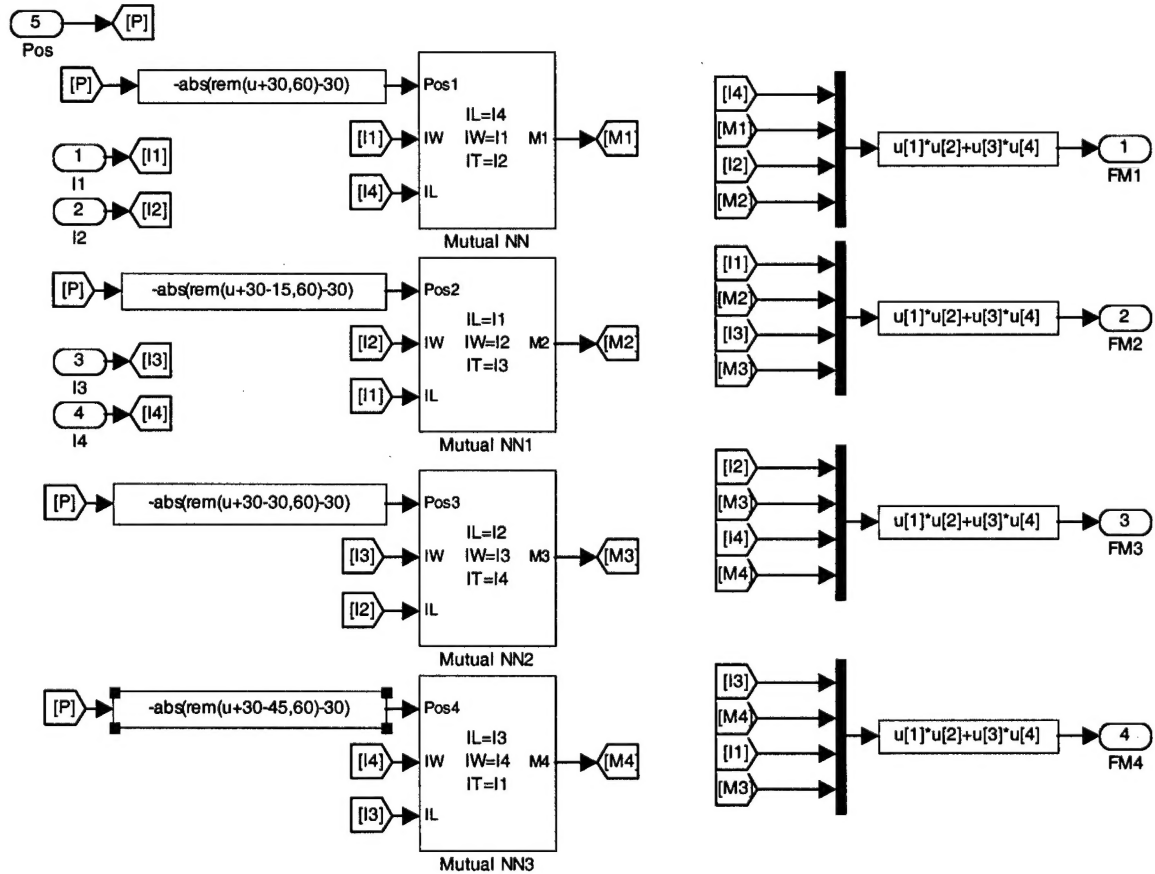 5
[P]
Pos
[P]
-abs(rem(u+30,60)-30)
Pos1
IL=I4
[I1]
IW
IW=I1
M1
[M1]
IT=I2
1
[I1]
I1
[I4]
IL
2
[I2]
I2
Mutual NN
[P]
-abs(rem(u+30-15,60)-30)
Pos2
IL=I1
[I2]
IW
IW=I2
M2
[M2]
IT=I3
3
[I3]
I3
[I1]
IL
4
[I4]
I4
Mutual NN1
[P]
-abs(rem(u+30-30,60)-30)
Pos3
IL=I2
[I3]
IW
IW=I3
M3
[M3]
IT=I4
[I2]
IL
Mutual NN2
[P]
-abs(rem(u+30-45,60)-30)
Pos4
IL=I3
[I4]
IW
IW=I4
M4
[M4]
IT=I1
[I3]
IL
Mutual NN3
[I4]
[M1]
[I2]
[M2]
u[1]*u[2]+u[3]*u[4]
1
FM1
[I1]
[M2]
[I3]
[M3]
u[1]*u[2]+u[3]*u[4]
2
FM2
[I2]
[M3]
[I4]
[M4]
u[1]*u[2]+u[3]*u[4]
3
FM3
[I3]
[M4]
[I1]
[M3]
u[1]*u[2]+u[3]*u[4]
4
FM4